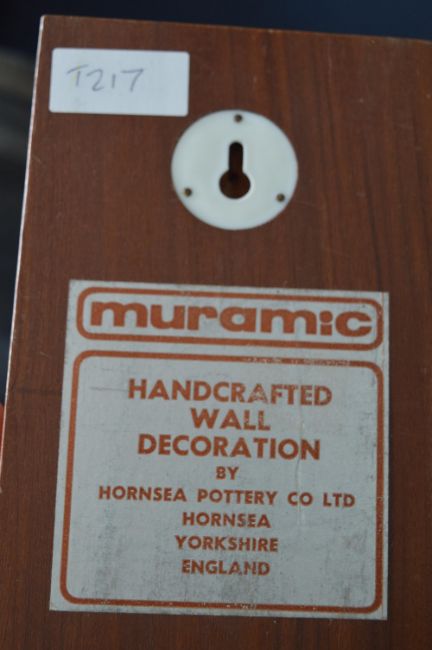 T217
muramic
HANDCRAFTED
WALL
DECORATION
BY
HORNSEA POTTERY CO LTD
HORNSEA
YORKSHIRE
ENGLAND